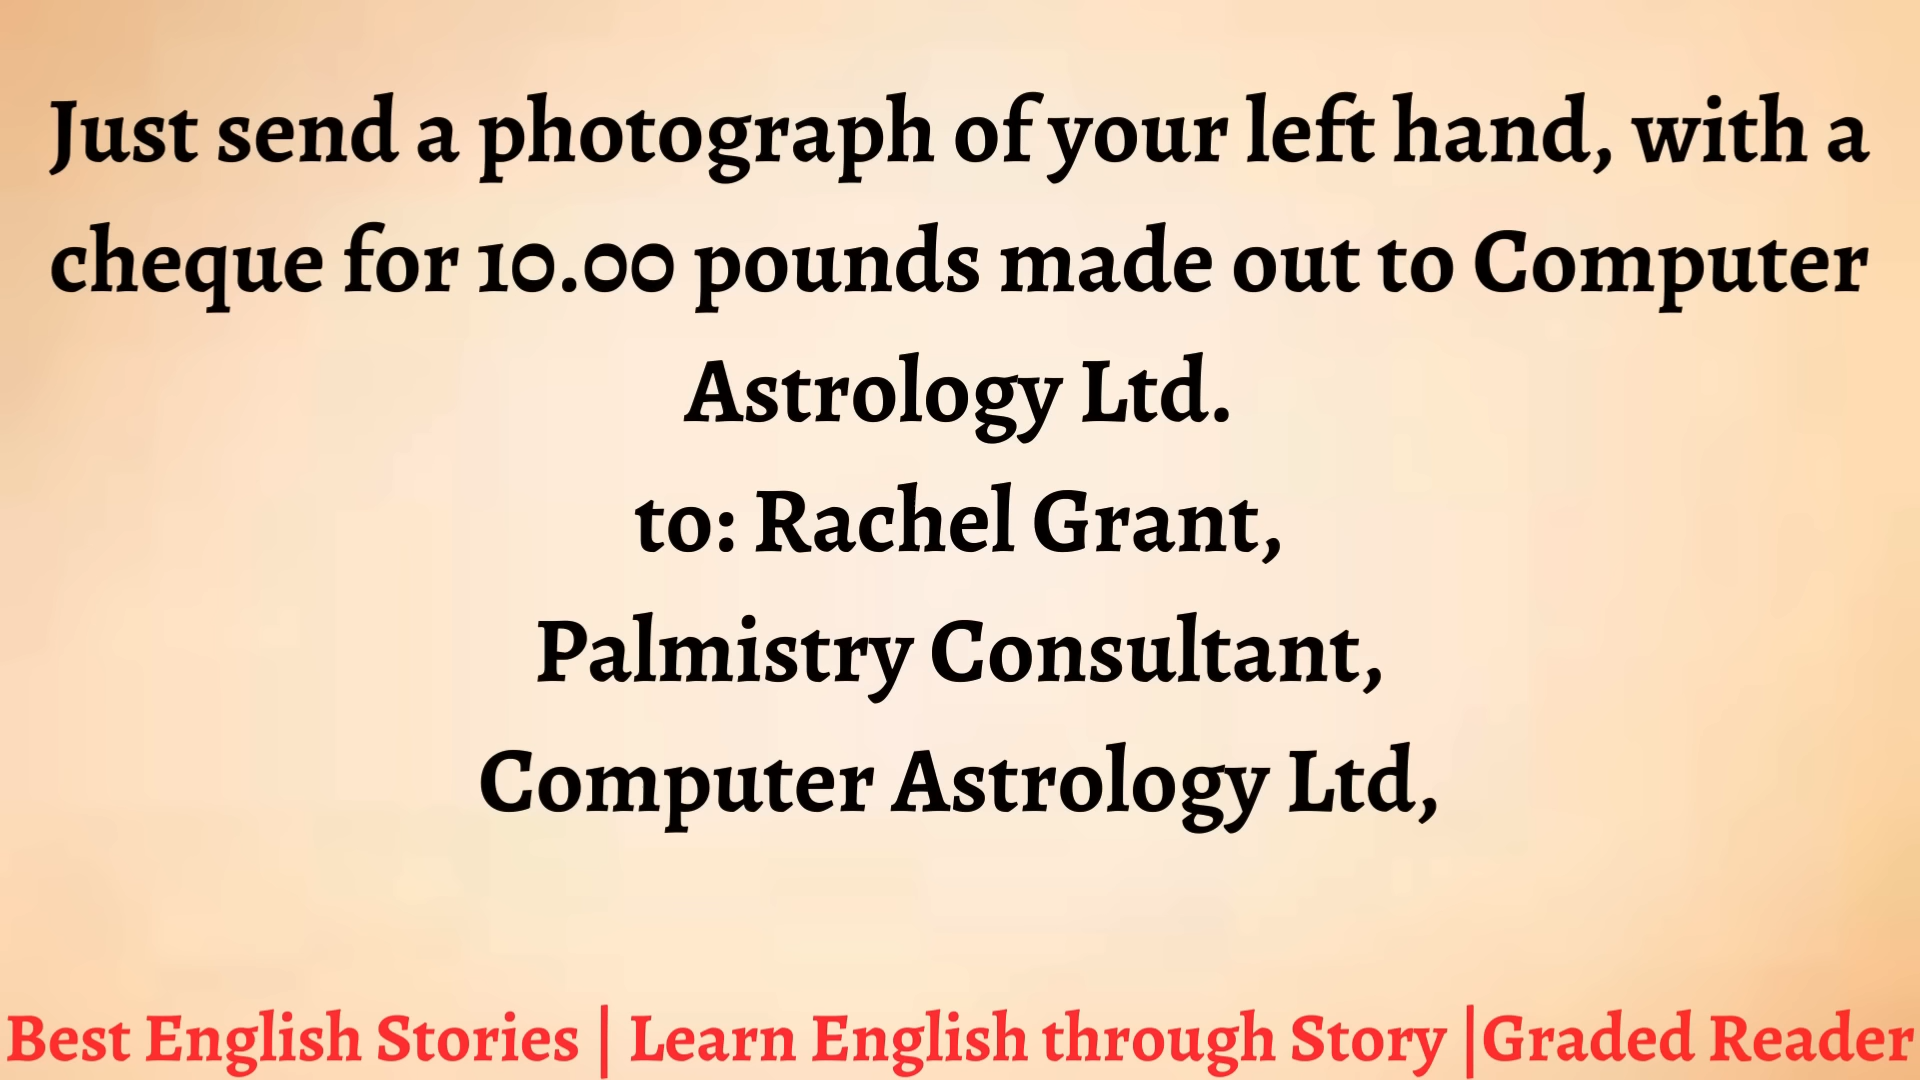 Just send a photograph of your left hand, with a
cheque for 10.00 pounds made out to Computer
Astrology Ltd.
to: Rachel Grant,
Palmistry Consultant,
Computer Astrology Ltd,
Best English Stories | Learn English through Story |Graded Reader